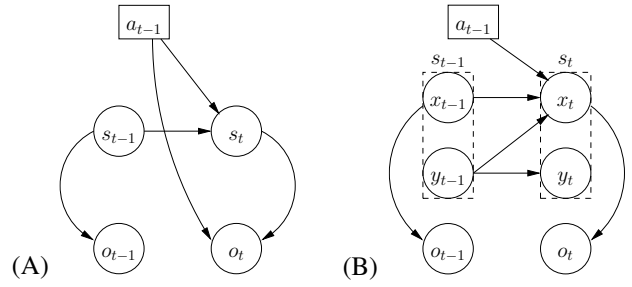 a_{t-1}
s_{t-1}
s_t
o_{t-1}
o_t
(A)
a_{t-1}
s_{t-1} s_t
x_{t-1} x_t
y_{t-1} y_t
o_{t-1} o_t
(B)